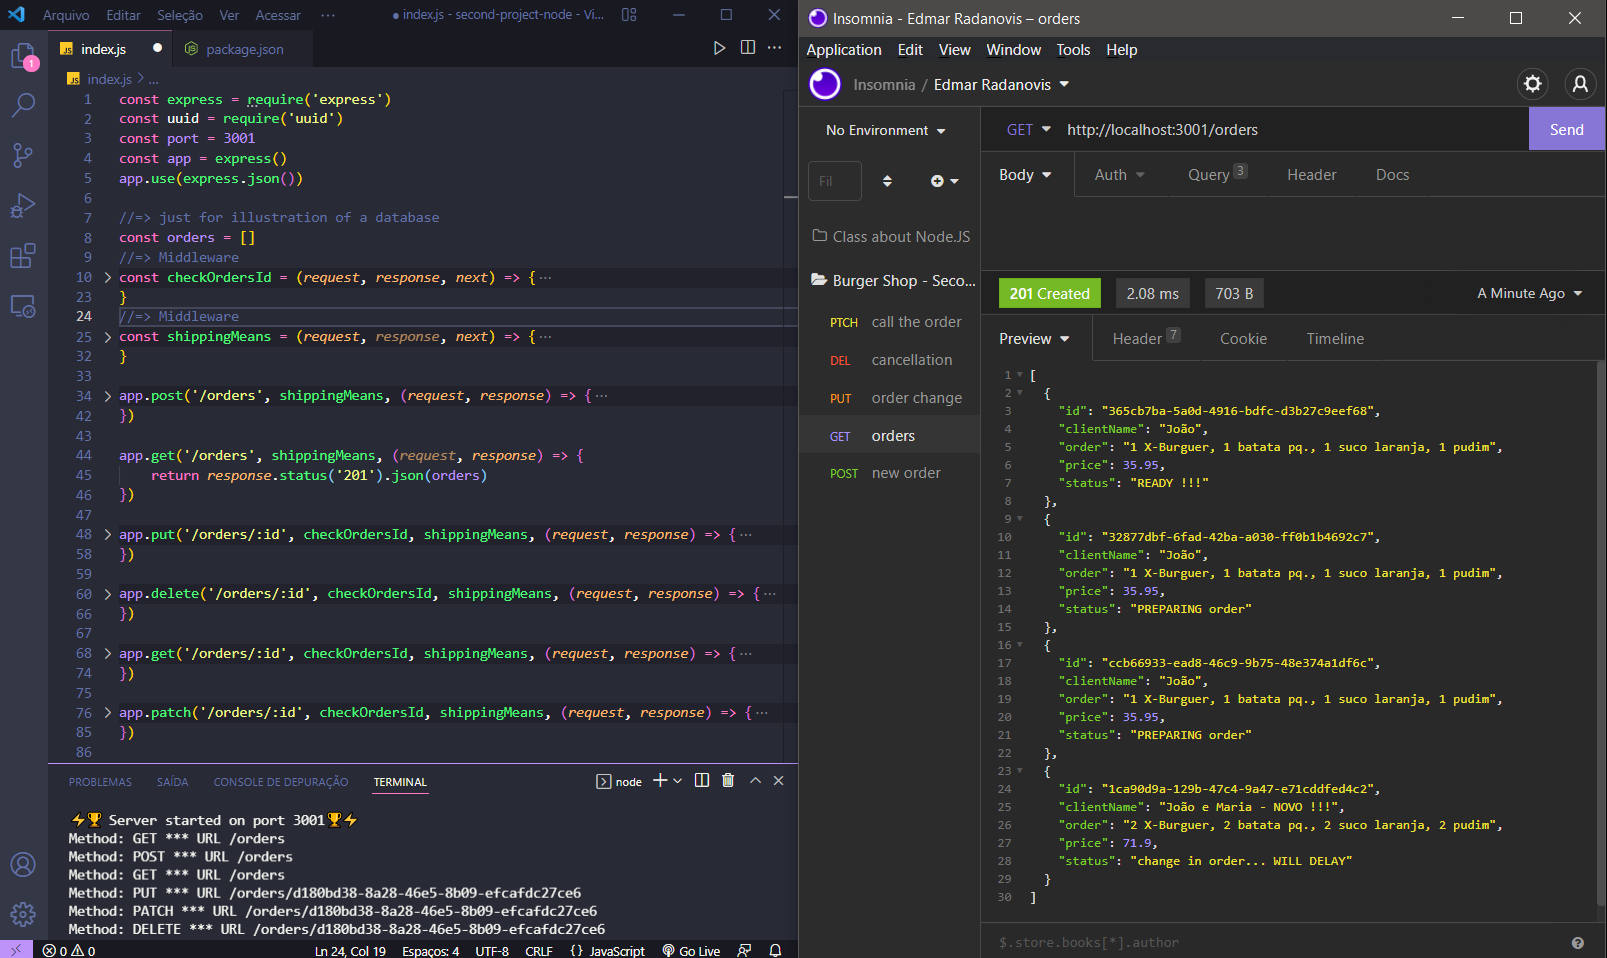 Arquivo Editar Seleção Ver Acessar ··· ● index.js - second-project-node - Vi...
JS index.js ● package.json
1
JS index.js > ...
1 const express = require('express')
2 const uuid = require('uuid')
3 const port = 3001
4 const app = express()
5 app.use(express.json())
6
7 //=> just for illustration of a database
8 const orders = []
9 //=> Middleware
10 > const checkOrdersId = (request, response, next) => { ···
23 }
24 //=> Middleware
25 > const shippingMeans = (request, response, next) => { ···
32 }
33
34 > app.post('/orders', shippingMeans, (request, response) => { ···
42 })
43
44 app.get('/orders', shippingMeans, (request, response) => {
45 return response.status('201').json(orders)
46 })
47
48 > app.put('/orders/:id', checkOrdersId, shippingMeans, (request, response) => { ···
58 })
59
60 > app.delete('/orders/:id', checkOrdersId, shippingMeans, (request, response) => { ···
66 })
67
68 > app.get('/orders/:id', checkOrdersId, shippingMeans, (request, response) => { ···
74 })
75
76 > app.patch('/orders/:id', checkOrdersId, shippingMeans, (request, response) => { ···
85 })
86
PROBLEMAS SAÍDA CONSOLE DE DEPURAÇÃO TERMINAL node
⚡🏆 Server started on port 3001🏆⚡
Method: GET *** URL /orders
Method: POST *** URL /orders
Method: GET *** URL /orders
Method: PUT *** URL /orders/d180bd38-8a28-46e5-8b09-efcafdc27ce6
Method: PATCH *** URL /orders/d180bd38-8a28-46e5-8b09-efcafdc27ce6
Method: DELETE *** URL /orders/d180bd38-8a28-46e5-8b09-efcafdc27ce6
0 0 Ln 24, Col 19 Espaços: 4 UTF-8 CRLF {} JavaScript Go Live
Insomnia - Edmar Radanovis – orders
Application Edit View Window Tools Help
Insomnia / Edmar Radanovis
No Environment
Fil
Class about Node.JS
Burger Shop - Seco...
PTCH call the order
DEL cancellation
PUT order change
GET orders
POST new order
GET http://localhost:3001/orders Send
Body Auth Query 3 Header Docs
201 Created 2.08 ms 703 B A Minute Ago
Preview Header 7 Cookie Timeline
1 [
2 {
3 "id": "365cb7ba-5a0d-4916-bdfc-d3b27c9eef68",
4 "clientName": "João",
5 "order": "1 X-Burguer, 1 batata pq., 1 suco laranja, 1 pudim",
6 "price": 35.95,
7 "status": "READY !!!"
8 },
9 {
10 "id": "32877dbf-6fad-42ba-a030-ff0b1b4692c7",
11 "clientName": "João",
12 "order": "1 X-Burguer, 1 batata pq., 1 suco laranja, 1 pudim",
13 "price": 35.95,
14 "status": "PREPARING order"
15 },
16 {
17 "id": "ccb66933-ead8-46c9-9b75-48e374a1df6c",
18 "clientName": "João",
19 "order": "1 X-Burguer, 1 batata pq., 1 suco laranja, 1 pudim",
20 "price": 35.95,
21 "status": "PREPARING order"
22 },
23 {
24 "id": "1ca90d9a-129b-47c4-9a47-e71cddfed4c2",
25 "clientName": "João e Maria - NOVO !!!",
26 "order": "2 X-Burguer, 2 batata pq., 2 suco laranja, 2 pudim",
27 "price": 71.9,
28 "status": "change in order... WILL DELAY"
29 }
30 ]
$.store.books[*].author ?